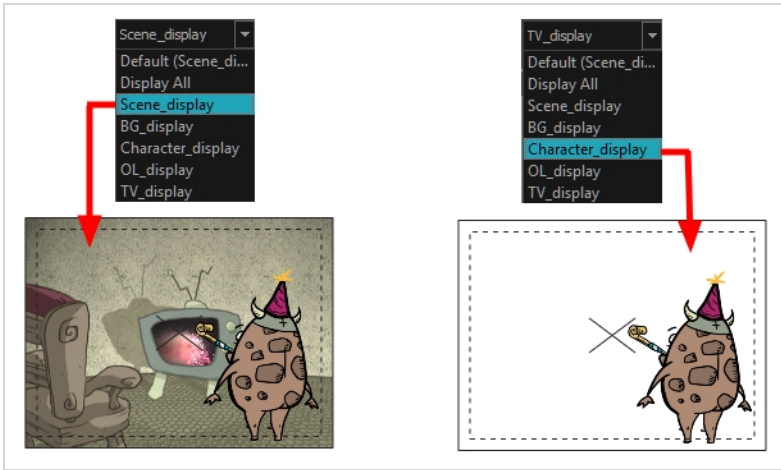 Scene_display
Default (Scene_di...
Display All
Scene_display
BG_display
Character_display
OL_display
TV_display
TV_display
Default (Scene_di...
Display All
Scene_display
BG_display
Character_display
OL_display
TV_display